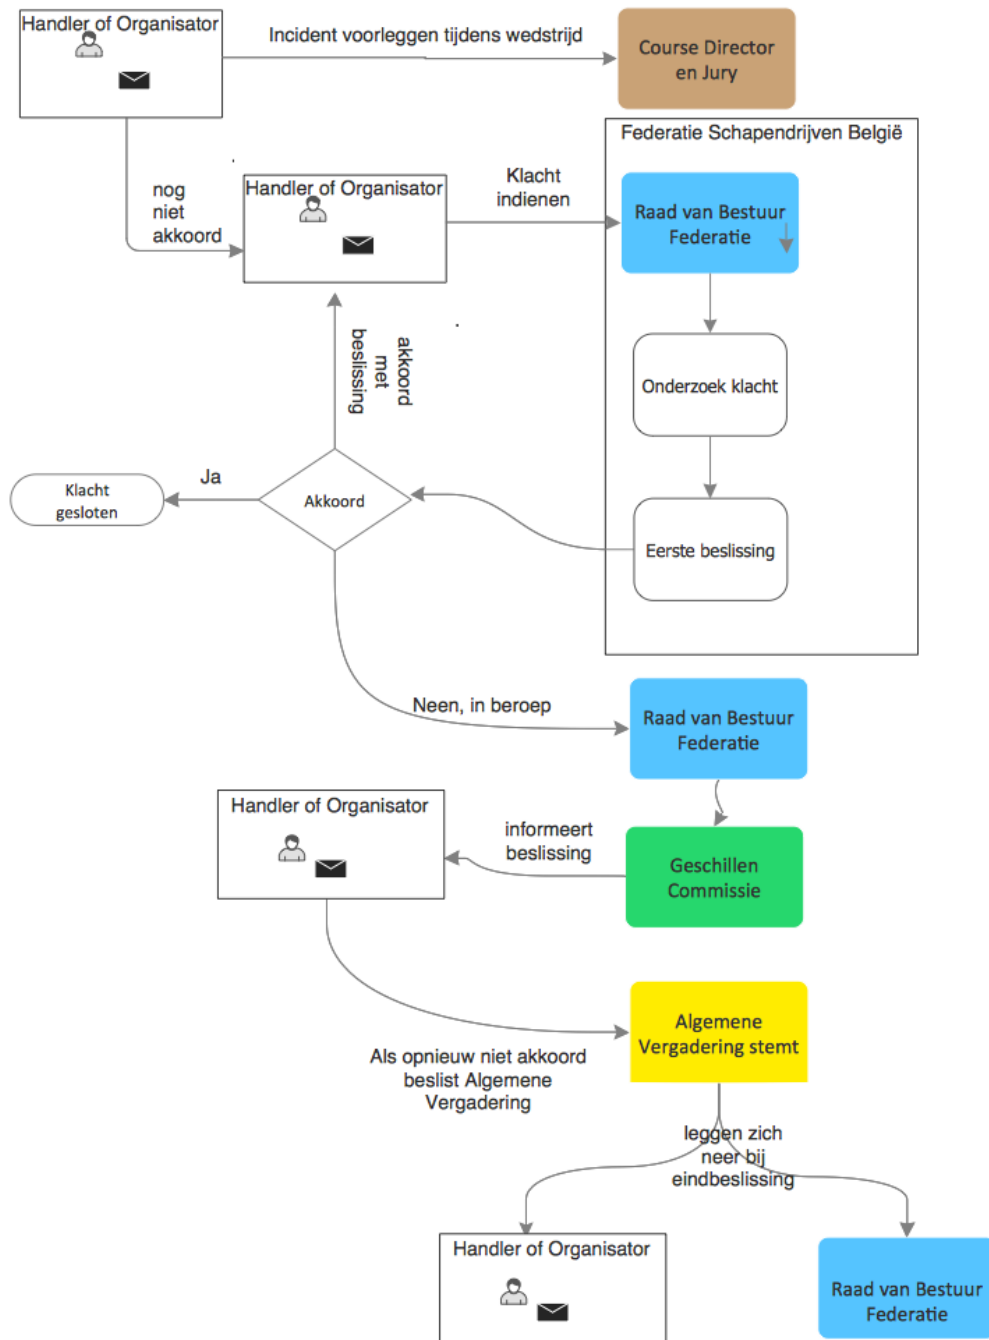 Handler of Organisator
Incident voorleggen tijdens wedstrijd
Course Director
en Jury
Federatie Schapendrijven België
nog
niet
akkoord
Handler of Organisator
Klacht
indienen
Raad van Bestuur
Federatie
akkoord
met
beslissing
Onderzoek klacht
Ja
Klacht
gesloten
Akkoord
Eerste beslissing
Neen, in beroep
Raad van Bestuur
Federatie
Handler of Organisator
informeert
beslissing
Geschillen
Commissie
Algemene
Vergadering stemt
Als opnieuw niet akkoord
beslist Algemene
Vergadering
leggen zich
neer bij
eindbeslissing
Handler of Organisator
Raad van Bestuur
Federatie